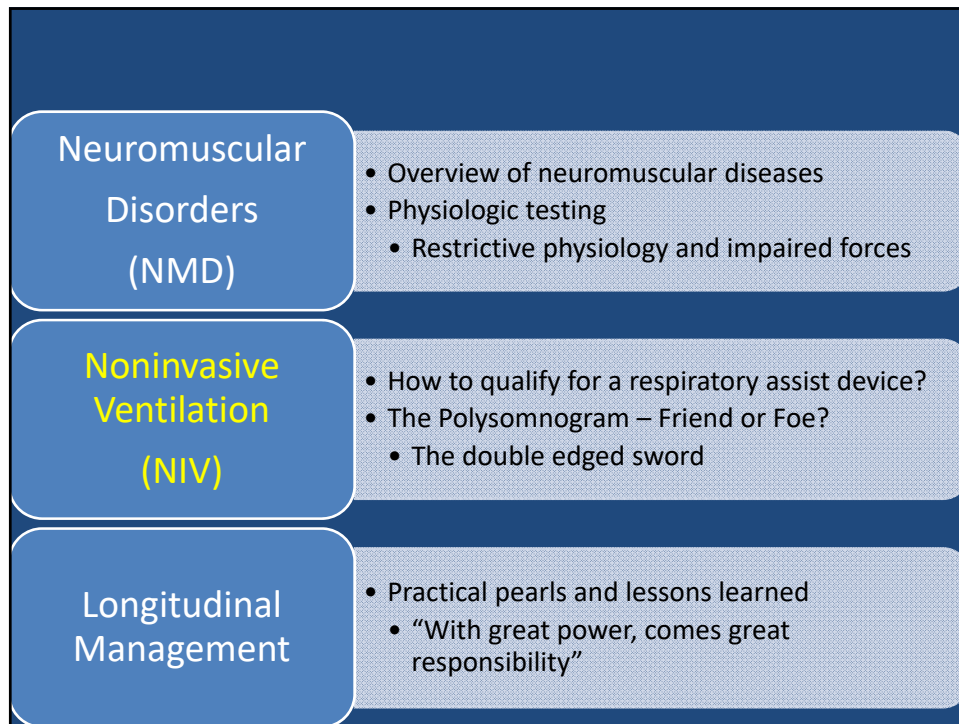 Neuromuscular
Disorders
(NMD)
• Overview of neuromuscular diseases
• Physiologic testing
• Restrictive physiology and impaired forces
Noninvasive
Ventilation
(NIV)
• How to qualify for a respiratory assist device?
• The Polysomnogram – Friend or Foe?
• The double edged sword
Longitudinal
Management
• Practical pearls and lessons learned
• “With great power, comes great
responsibility”